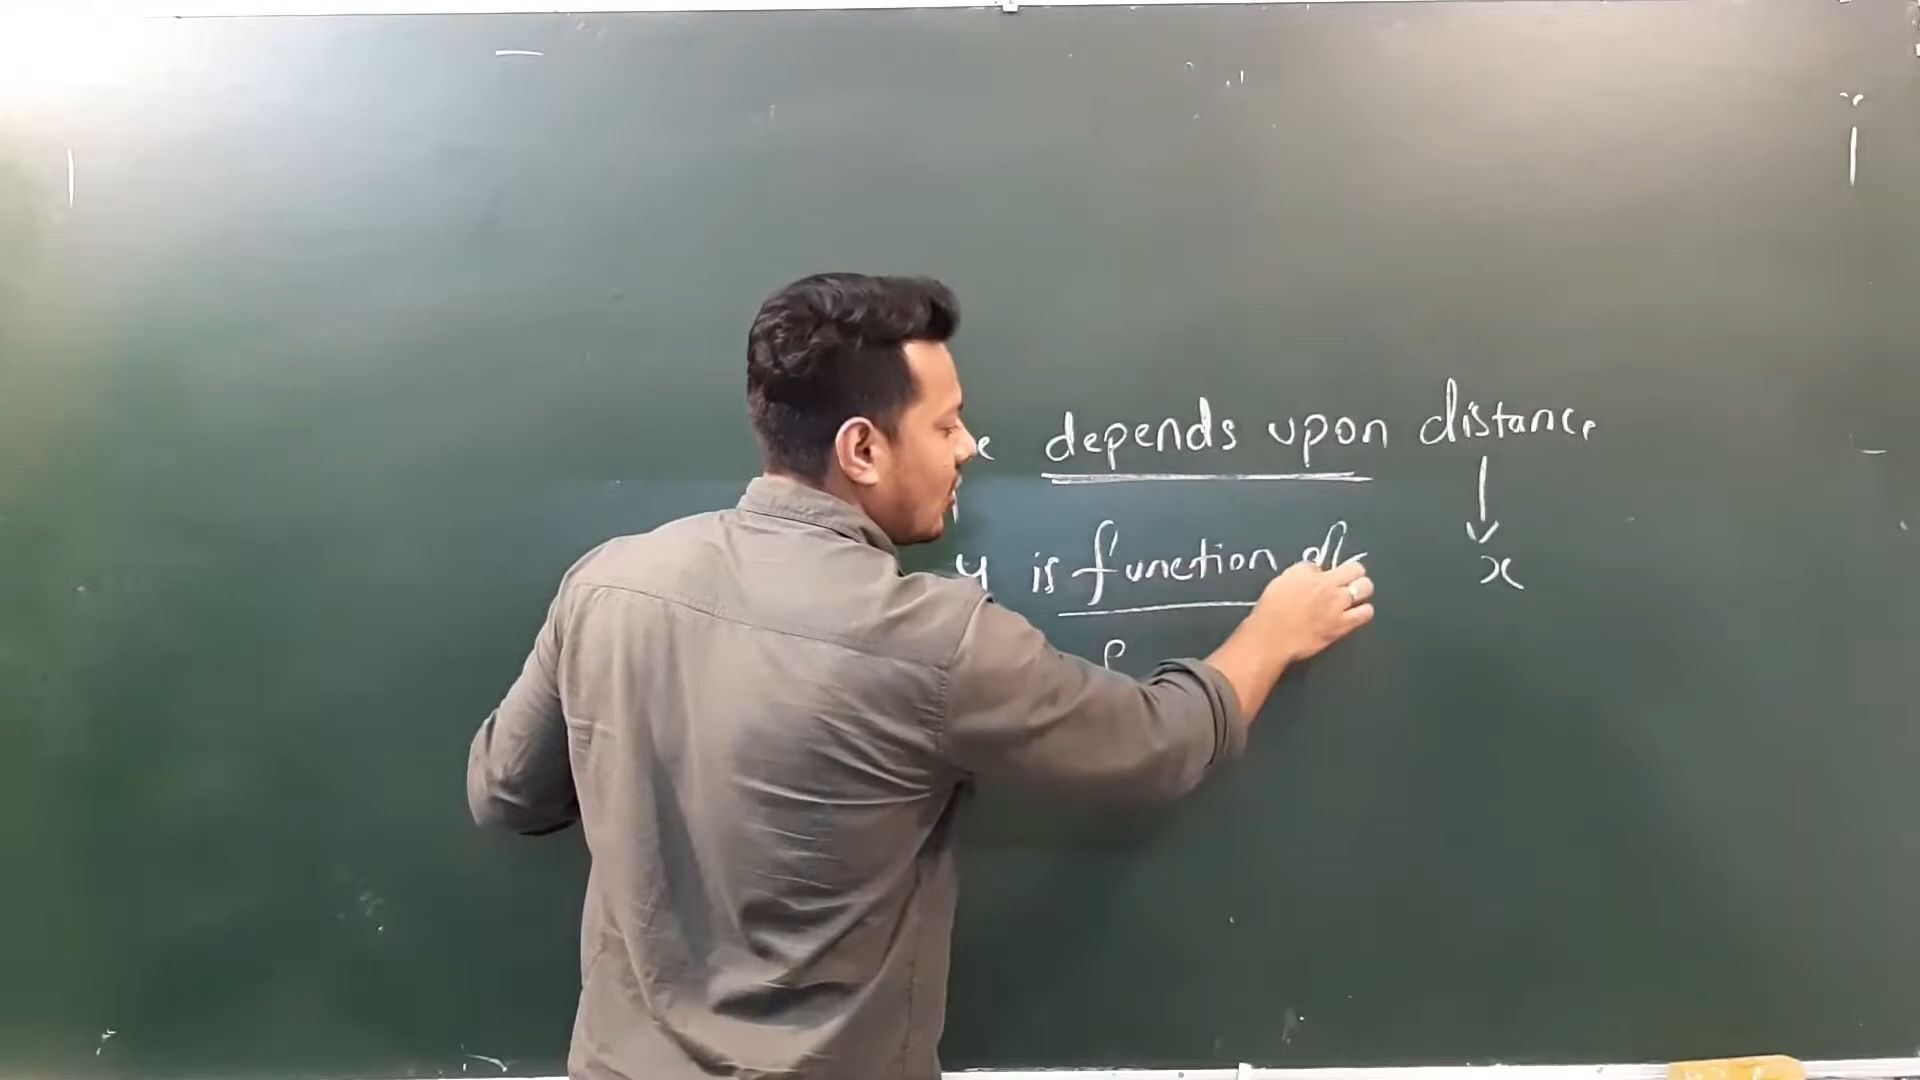 depends upon distance
y is function of x
f